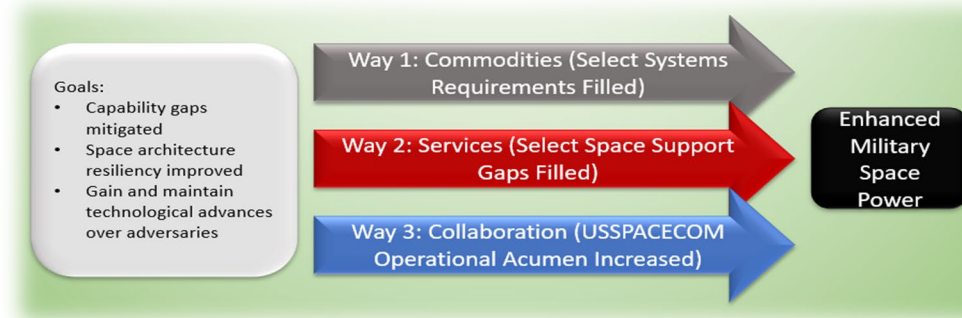 Goals:
• Capability gaps
mitigated
• Space architecture
resiliency improved
• Gain and maintain
technological advances
over adversaries
Way 1: Commodities (Select Systems
Requirements Filled)
Way 2: Services (Select Space Support
Gaps Filled)
Way 3: Collaboration (USSPACECOM
Operational Acumen Increased)
Enhanced
Military
Space
Power